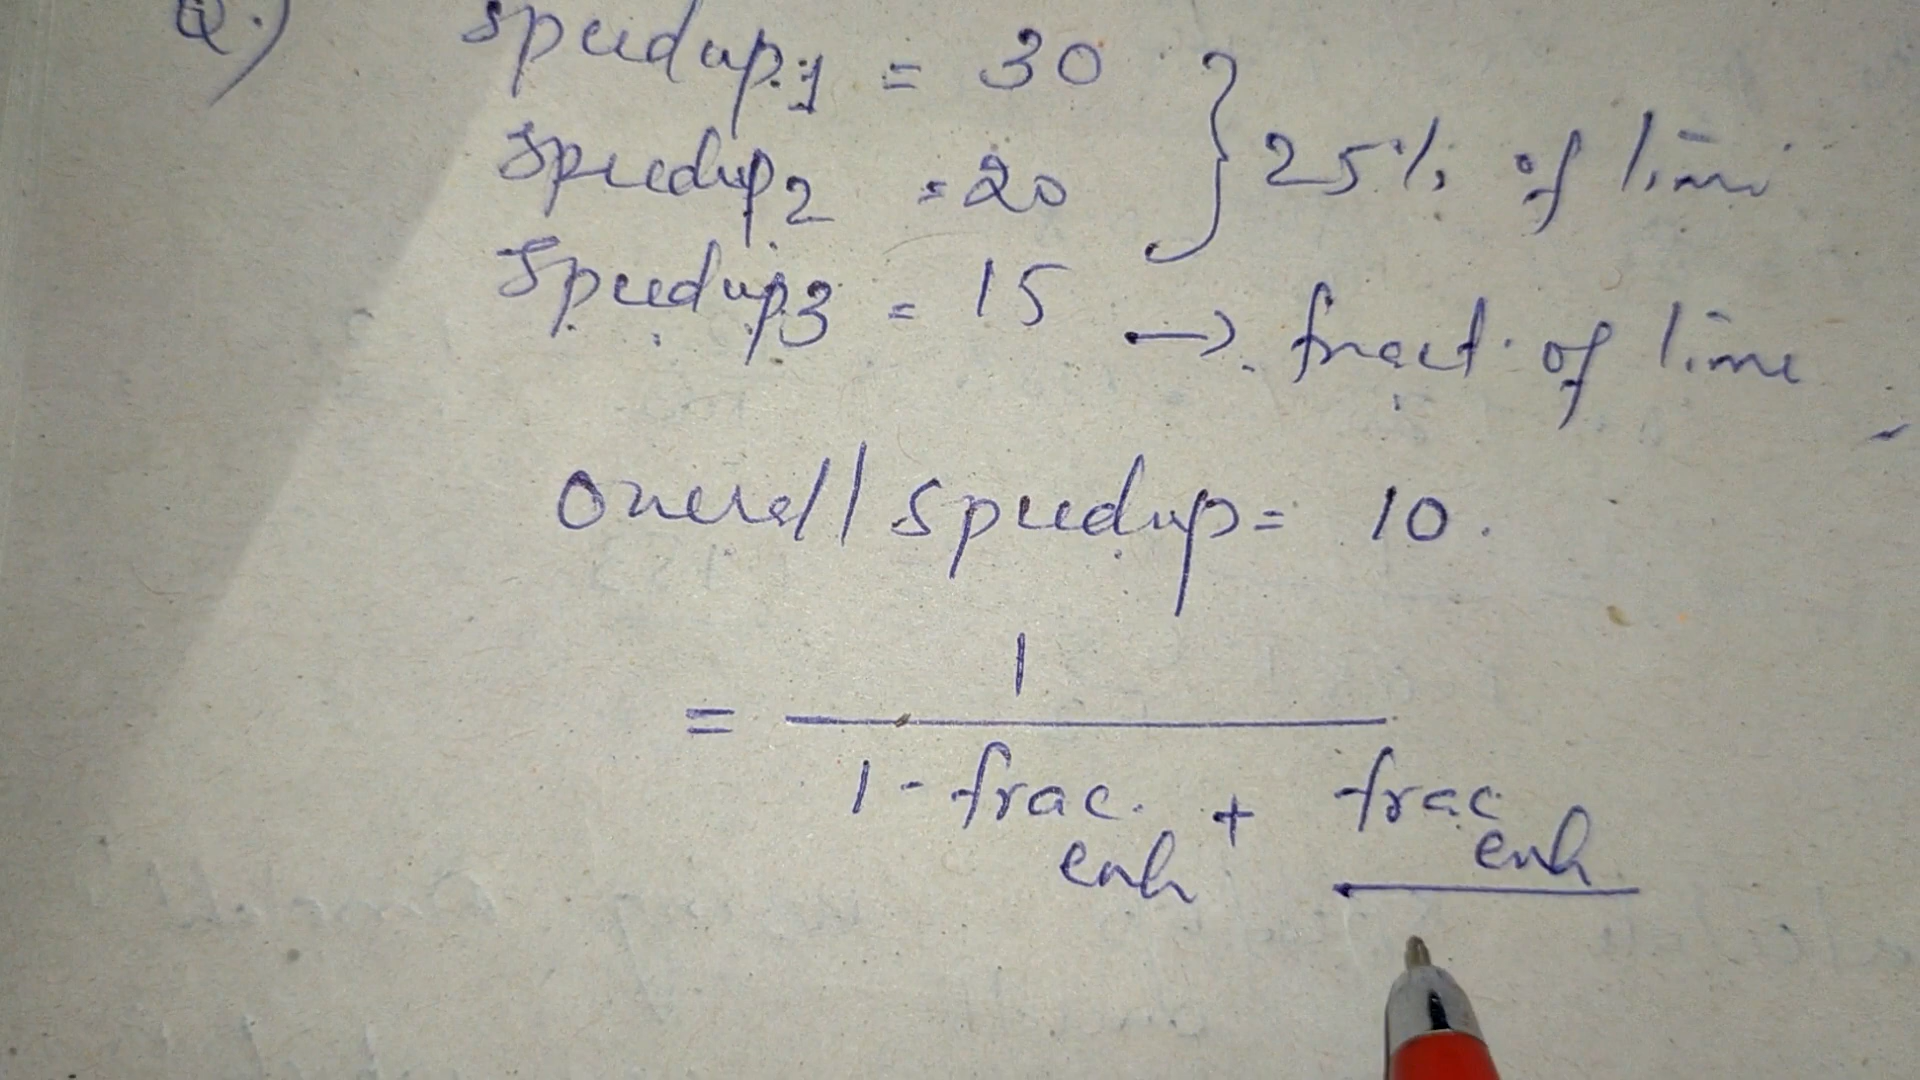 Q.) Speedup1 = 30
Speedup2 = 20 } 25% of time
Speedup3 = 15 → fract. of time
Overall speedup = 10.
= 1
1 - frac. enh + frac enh